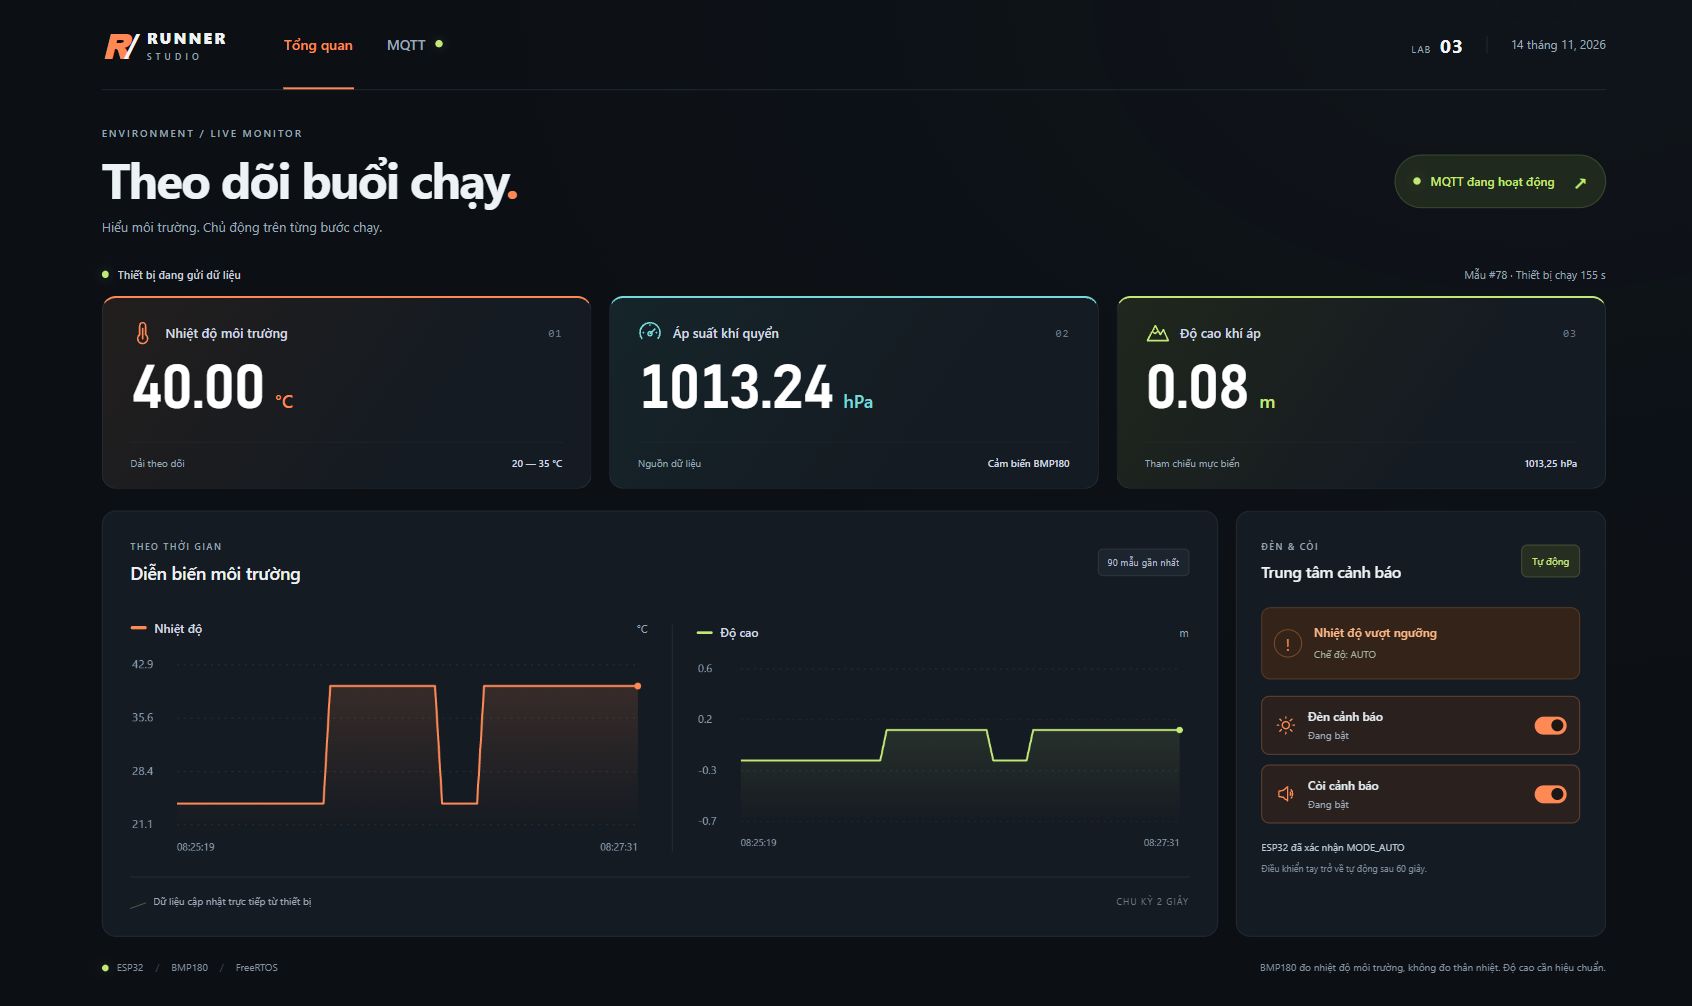 RUNNER
STUDIO
Tổng quan
MQTT
LAB 03
14 tháng 11, 2026
ENVIRONMENT / LIVE MONITOR
Theo dõi buổi chạy.
Hiểu môi trường. Chủ động trên từng bước chạy.
MQTT đang hoạt động ↗
Thiết bị đang gửi dữ liệu
Mẫu #78 · Thiết bị chạy 155 s
Nhiệt độ môi trường
01
40.00 °C
Dải theo dõi
20 — 35 °C
Áp suất khí quyển
02
1013.24 hPa
Nguồn dữ liệu
Cảm biến BMP180
Độ cao khí áp
03
0.08 m
Tham chiếu mực biển
1013,25 hPa
THEO THỜI GIAN
Diễn biến môi trường
90 mẫu gần nhất
Nhiệt độ
°C
42.9
35.6
28.4
21.1
08:25:19
08:27:31
Độ cao
m
0.6
0.2
-0.3
-0.7
08:25:19
08:27:31
Dữ liệu cập nhật trực tiếp từ thiết bị
CHU KỲ 2 GIÂY
ĐÈN & CÒI
Trung tâm cảnh báo
Tự động
Nhiệt độ vượt ngưỡng
Chế độ: AUTO
Đèn cảnh báo
Đang bật
Còi cảnh báo
Đang bật
ESP32 đã xác nhận MODE_AUTO
Điều khiển tay trở về tự động sau 60 giây.
ESP32 / BMP180 / FreeRTOS
BMP180 đo nhiệt độ môi trường, không đo thân nhiệt. Độ cao cần hiệu chuẩn.